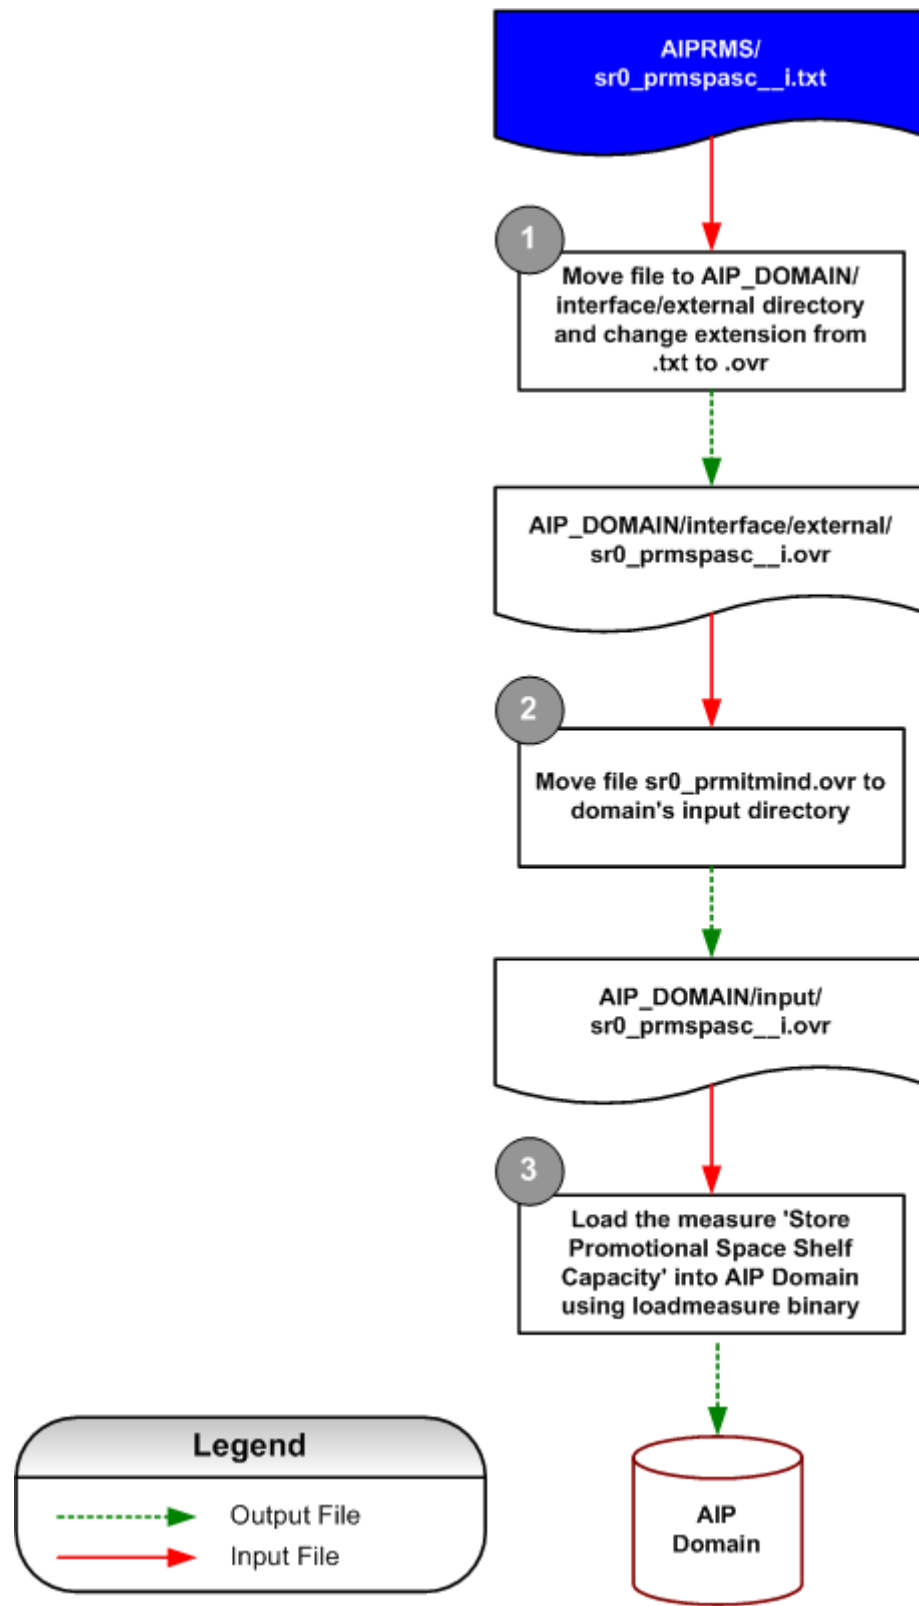 AIPRMS/
sr0_prmspasc__i.txt
1
Move file to AIP_DOMAIN/
interface/external directory
and change extension from
.txt to .ovr
AIP_DOMAIN/interface/external/
sr0_prmspasc__i.ovr
2
Move file sr0_prmitmind.ovr to
domain's input directory
AIP_DOMAIN/input/
sr0_prmspasc__i.ovr
3
Load the measure 'Store
Promotional Space Shelf
Capacity' into AIP Domain
using loadmeasure binary
AIP
Domain
Legend
Output File
Input File